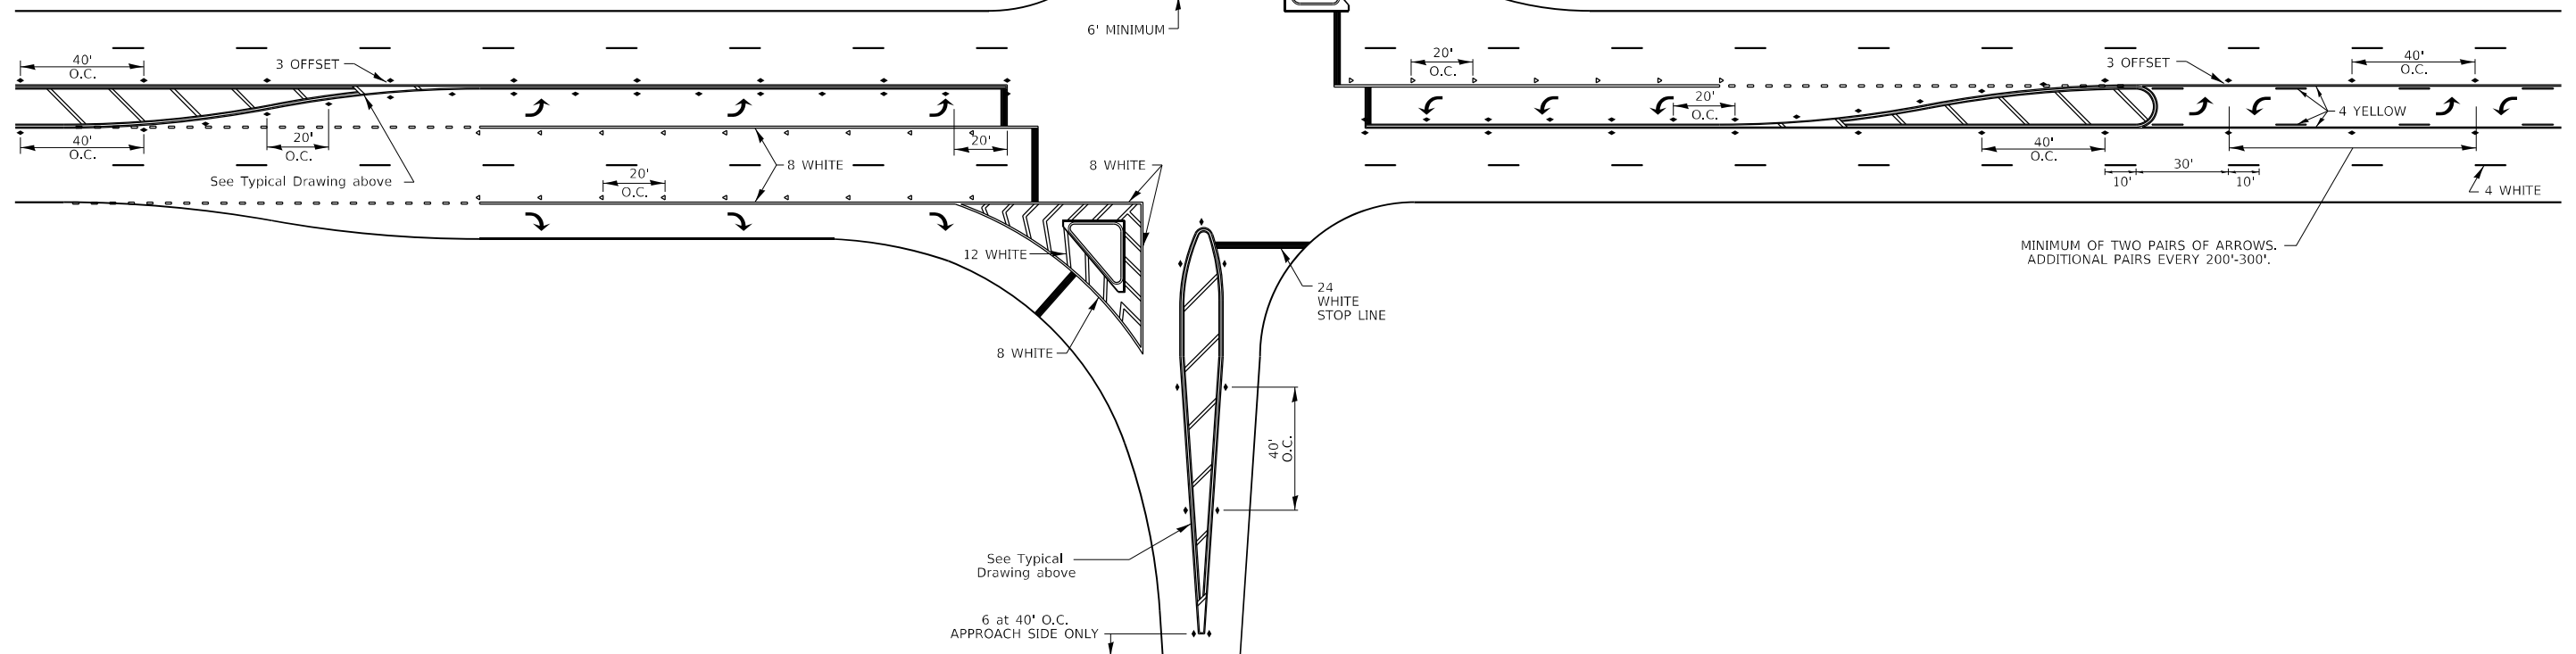 6' MINIMUM
40'
O.C.
3 OFFSET
20'
O.C.
3 OFFSET
40'
O.C.
20'
O.C.
4 YELLOW
40'
O.C.
20'
O.C.
See Typical Drawing above
20'
O.C.
8 WHITE
20'
8 WHITE
40'
O.C.
10'
30'
10'
4 WHITE
12 WHITE
8 WHITE
24
WHITE
STOP LINE
MINIMUM OF TWO PAIRS OF ARROWS.
ADDITIONAL PAIRS EVERY 200'-300'.
40'
O.C.
See Typical
Drawing above
6 at 40' O.C.
APPROACH SIDE ONLY